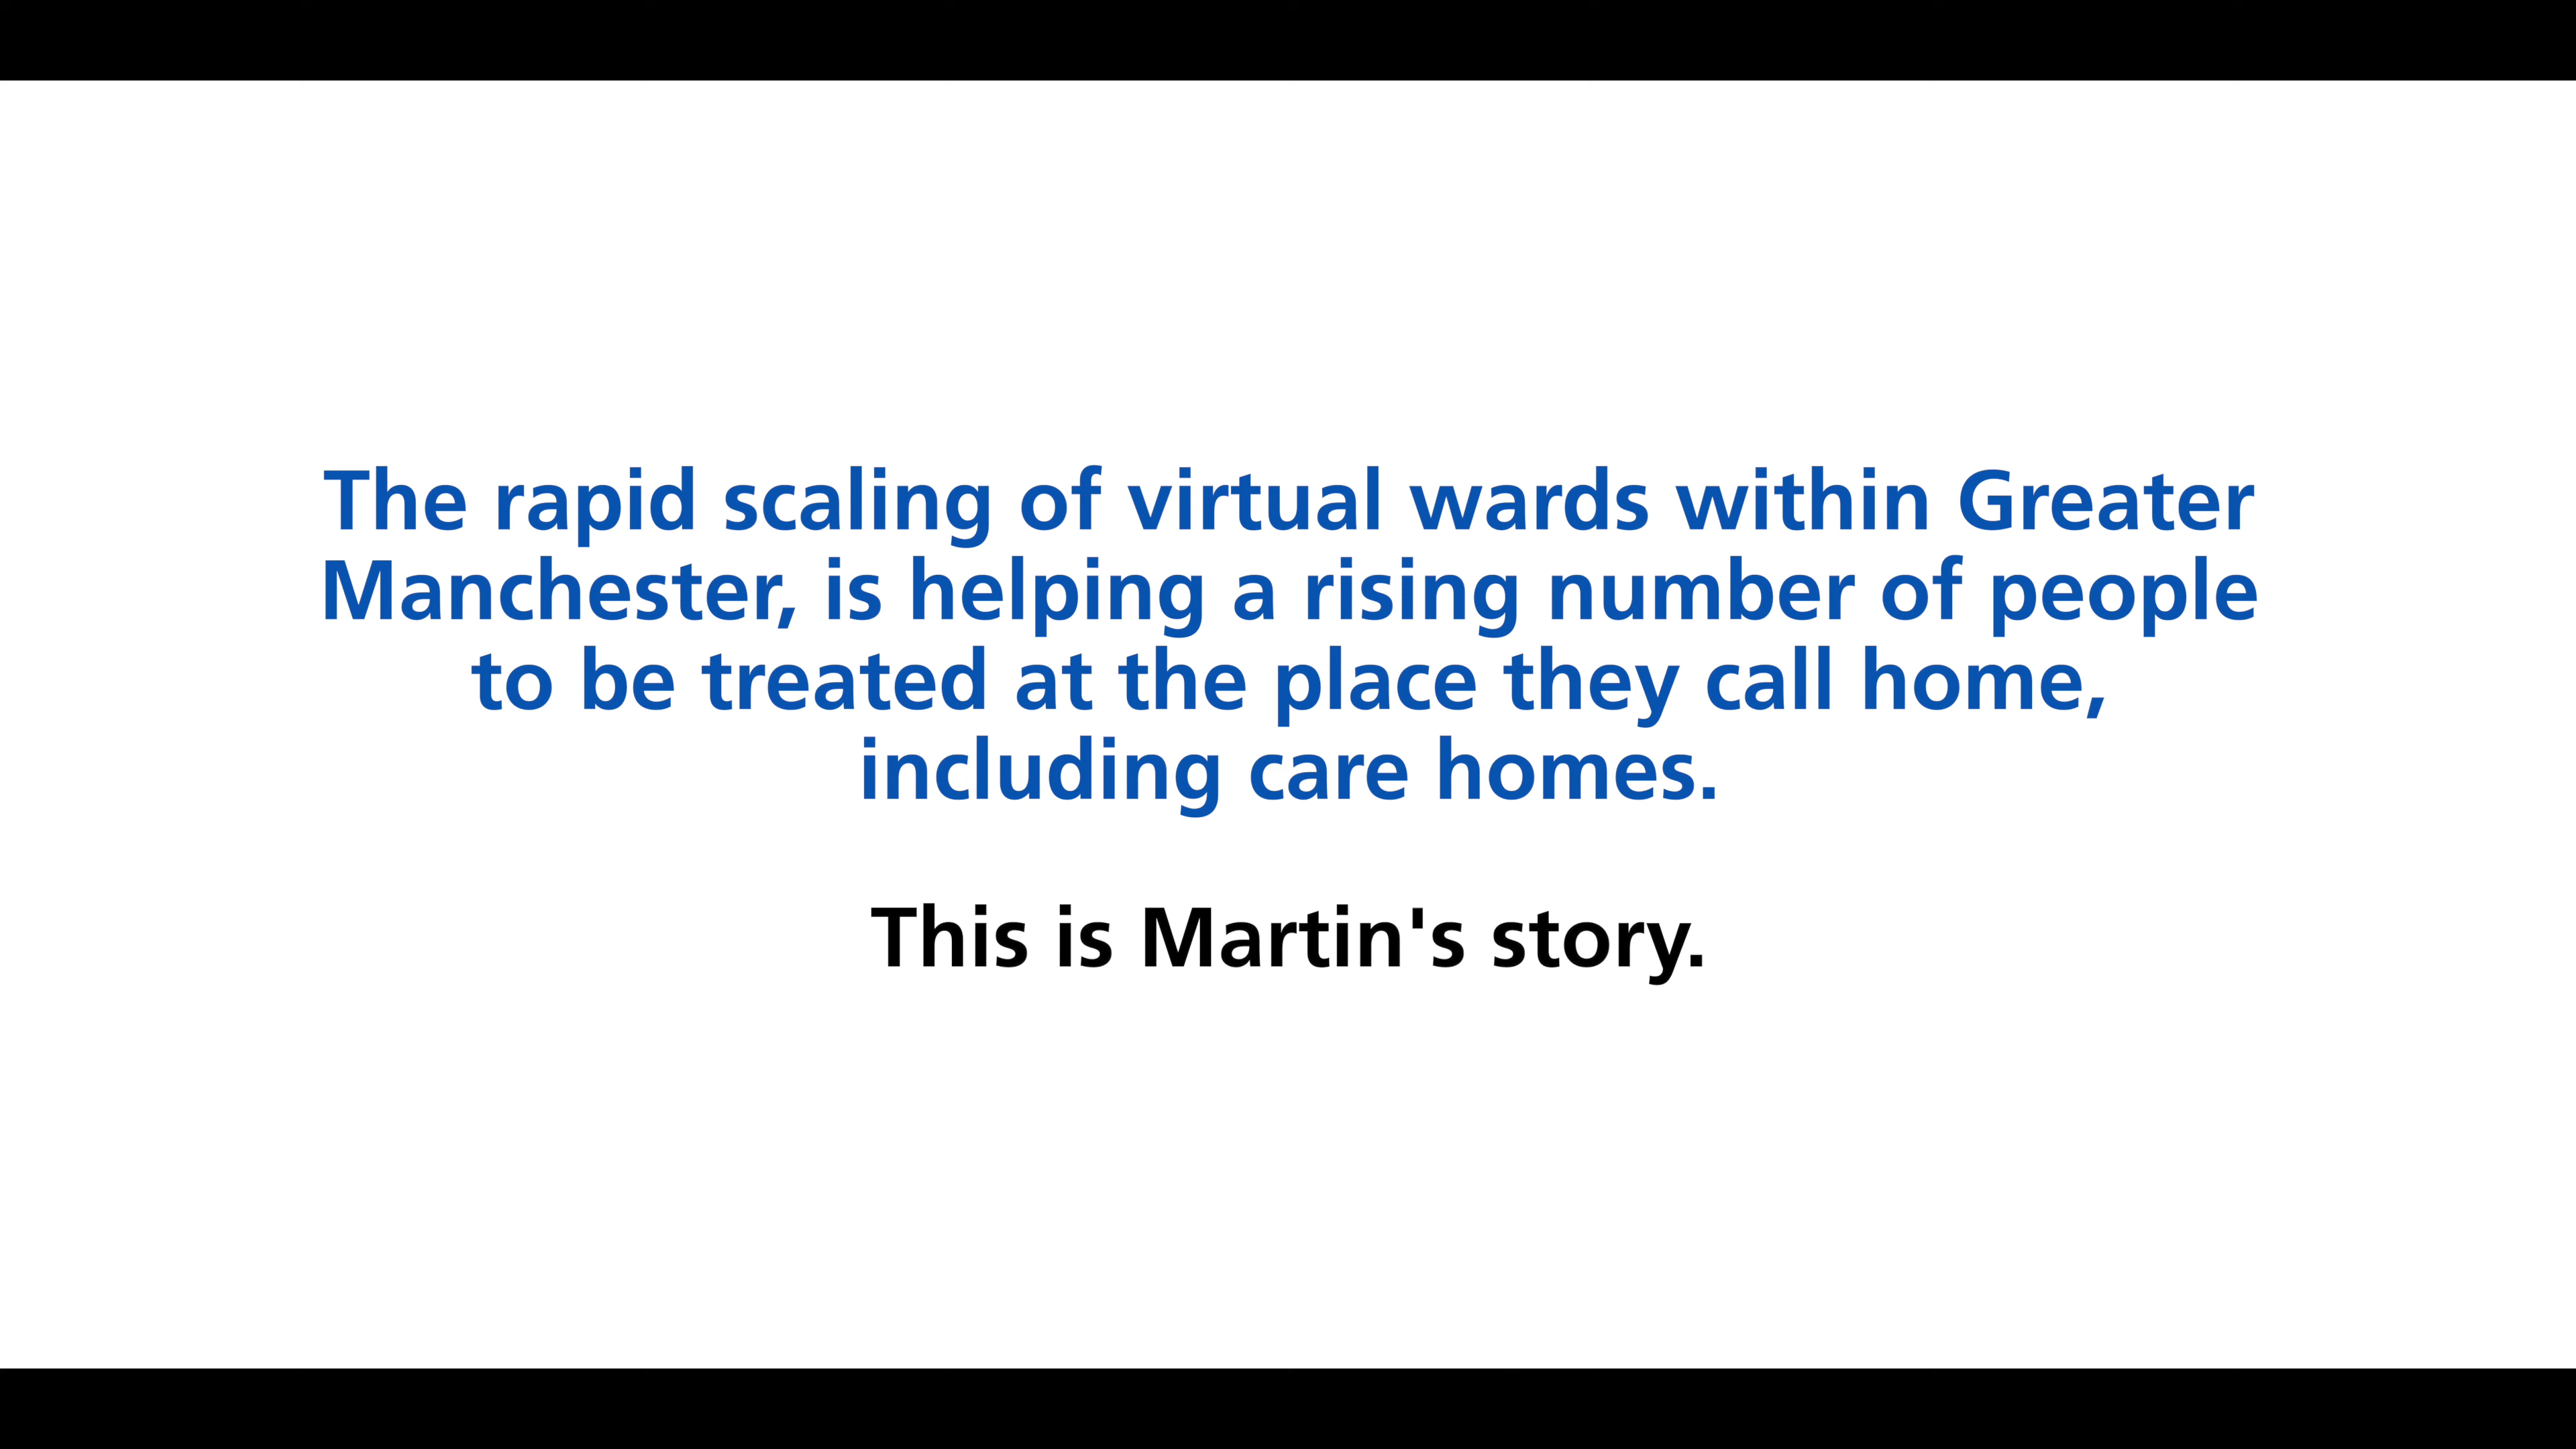 The rapid scaling of virtual wards within Greater
Manchester, is helping a rising number of people
to be treated at the place they call home,
including care homes.
This is Martin's story.